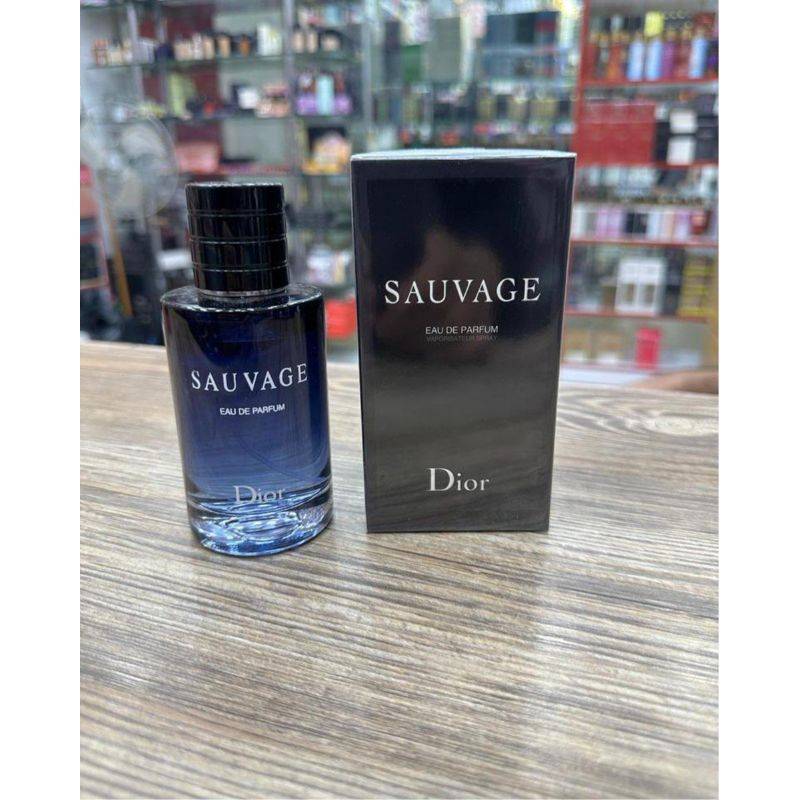 SAUVAGE
EAU DE PARFUM
Dior
SAUVAGE
EAU DE PARFUM
VAPORISATEUR SPRAY
Dior